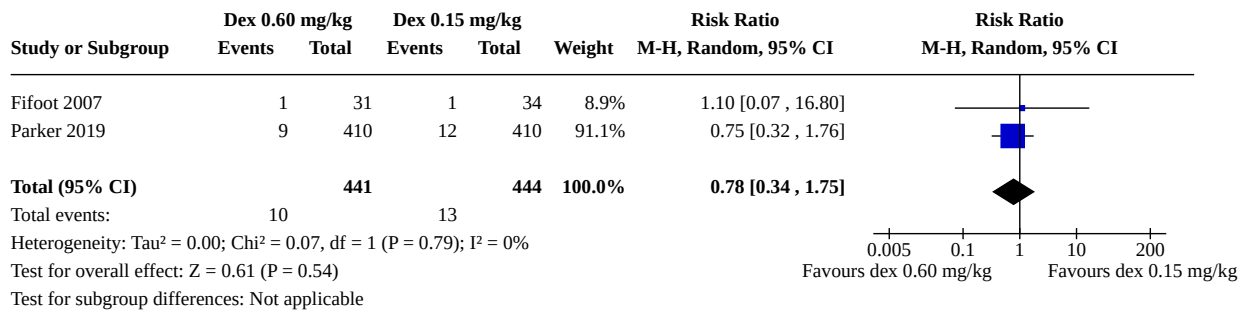 Dex 0.60 mg/kg Dex 0.15 mg/kg Risk Ratio Risk Ratio
Study or Subgroup Events Total Events Total Weight M-H, Random, 95% CI M-H, Random, 95% CI
Fifoot 2007 1 31 1 34 8.9% 1.10 [0.07 , 16.80]
Parker 2019 9 410 12 410 91.1% 0.75 [0.32 , 1.76]
Total (95% CI) 441 444 100.0% 0.78 [0.34 , 1.75]
Total events: 10 13
Heterogeneity: Tau² = 0.00; Chi² = 0.07, df = 1 (P = 0.79); I² = 0%
0.005 0.1 1 10 200
Test for overall effect: Z = 0.61 (P = 0.54) Favours dex 0.60 mg/kg Favours dex 0.15 mg/kg
Test for subgroup differences: Not applicable